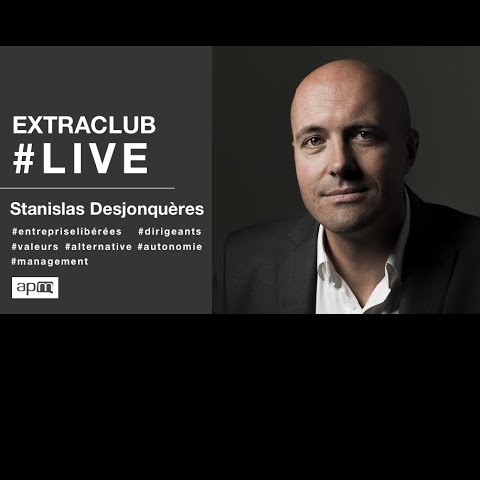 EXTRACLUB
#LIVE
Stanislas Desjonquères
#entrepriselibérées #dirigeants
#valeurs #alternative #autonomie
#management
apm